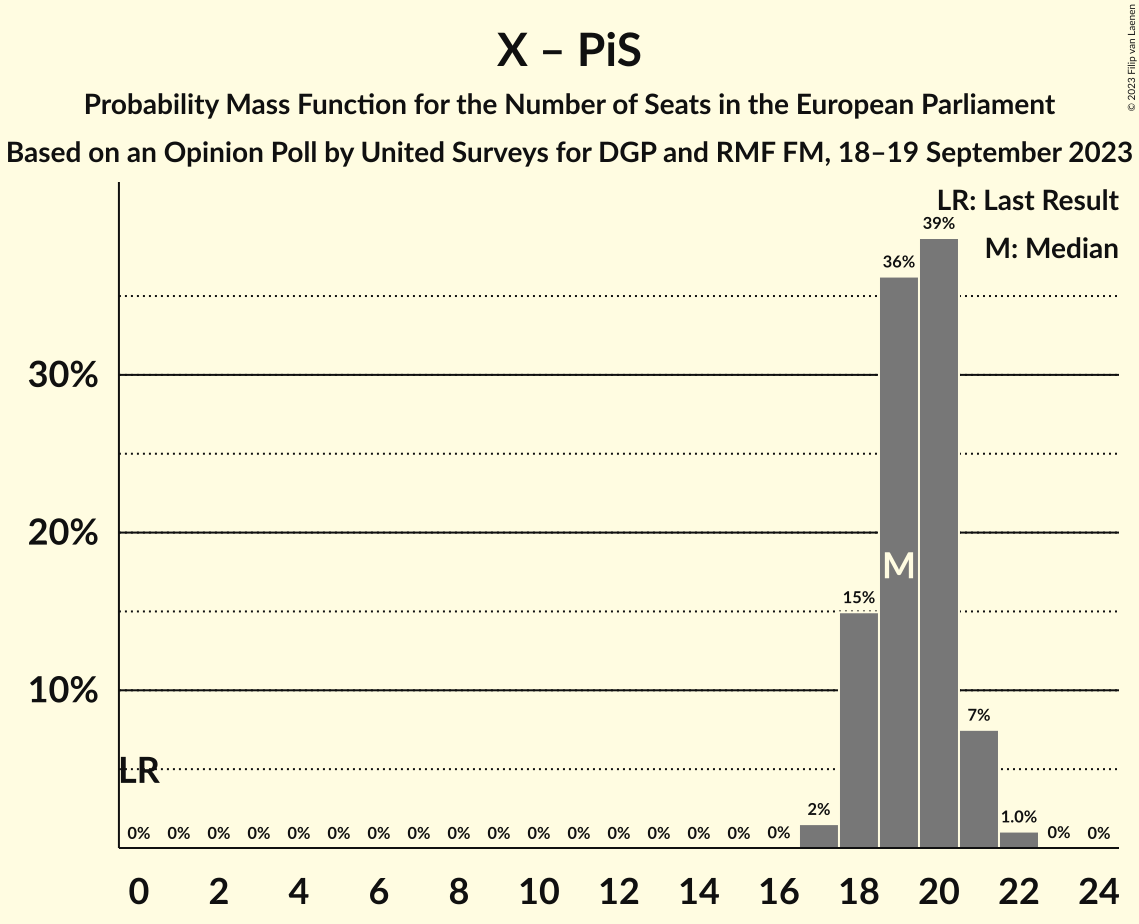 X – PiS
Probability Mass Function for the Number of Seats in the European Parliament
Based on an Opinion Poll by United Surveys for DGP and RMF FM, 18–19 September 2023
© 2023 Filip van Laenen
LR: Last Result
M: Median
39%
36%
30%
20%
M
15%
10%
7%
LR
2%
1.0%
0% 0% 0% 0% 0% 0% 0% 0% 0% 0% 0% 0% 0% 0% 0% 0% 0% 0% 0%
0 2 4 6 8 10 12 14 16 18 20 22 24